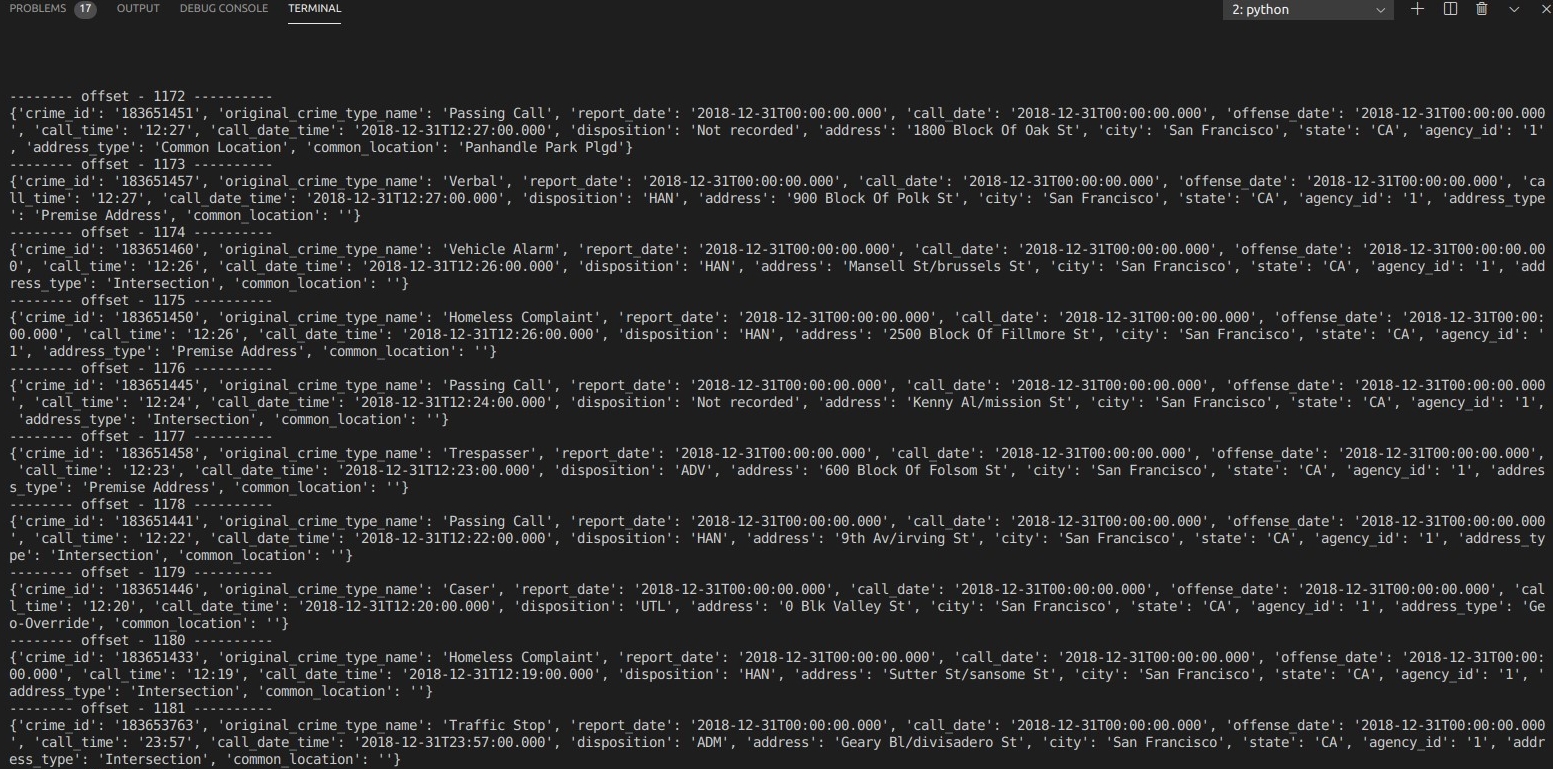 PROBLEMS 17 OUTPUT DEBUG CONSOLE TERMINAL 2: python
-------- offset - 1172 ----------
{'crime_id': '183651451', 'original_crime_type_name': 'Passing Call', 'report_date': '2018-12-31T00:00:00.000', 'call_date': '2018-12-31T00:00:00.000', 'offense_date': '2018-12-31T00:00:00.000
', 'call_time': '12:27', 'call_date_time': '2018-12-31T12:27:00.000', 'disposition': 'Not recorded', 'address': '1800 Block Of Oak St', 'city': 'San Francisco', 'state': 'CA', 'agency_id': '1'
, 'address_type': 'Common Location', 'common_location': 'Panhandle Park Plgd'}
-------- offset - 1173 ----------
{'crime_id': '183651457', 'original_crime_type_name': 'Verbal', 'report_date': '2018-12-31T00:00:00.000', 'call_date': '2018-12-31T00:00:00.000', 'offense_date': '2018-12-31T00:00:00.000', 'ca
ll_time': '12:27', 'call_date_time': '2018-12-31T12:27:00.000', 'disposition': 'HAN', 'address': '900 Block Of Polk St', 'city': 'San Francisco', 'state': 'CA', 'agency_id': '1', 'address_type
': 'Premise Address', 'common_location': ''}
-------- offset - 1174 ----------
{'crime_id': '183651460', 'original_crime_type_name': 'Vehicle Alarm', 'report_date': '2018-12-31T00:00:00.000', 'call_date': '2018-12-31T00:00:00.000', 'offense_date': '2018-12-31T00:00:00.00
0', 'call_time': '12:26', 'call_date_time': '2018-12-31T12:26:00.000', 'disposition': 'HAN', 'address': 'Mansell St/brussels St', 'city': 'San Francisco', 'state': 'CA', 'agency_id': '1', 'add
ress_type': 'Intersection', 'common_location': ''}
-------- offset - 1175 ----------
{'crime_id': '183651450', 'original_crime_type_name': 'Homeless Complaint', 'report_date': '2018-12-31T00:00:00.000', 'call_date': '2018-12-31T00:00:00.000', 'offense_date': '2018-12-31T00:00:
00.000', 'call_time': '12:26', 'call_date_time': '2018-12-31T12:26:00.000', 'disposition': 'HAN', 'address': '2500 Block Of Fillmore St', 'city': 'San Francisco', 'state': 'CA', 'agency_id': '
1', 'address_type': 'Premise Address', 'common_location': ''}
-------- offset - 1176 ----------
{'crime_id': '183651445', 'original_crime_type_name': 'Passing Call', 'report_date': '2018-12-31T00:00:00.000', 'call_date': '2018-12-31T00:00:00.000', 'offense_date': '2018-12-31T00:00:00.000
', 'call_time': '12:24', 'call_date_time': '2018-12-31T12:24:00.000', 'disposition': 'Not recorded', 'address': 'Kenny Al/mission St', 'city': 'San Francisco', 'state': 'CA', 'agency_id': '1',
'address_type': 'Intersection', 'common_location': ''}
-------- offset - 1177 ----------
{'crime_id': '183651458', 'original_crime_type_name': 'Trespasser', 'report_date': '2018-12-31T00:00:00.000', 'call_date': '2018-12-31T00:00:00.000', 'offense_date': '2018-12-31T00:00:00.000',
'call_time': '12:23', 'call_date_time': '2018-12-31T12:23:00.000', 'disposition': 'ADV', 'address': '600 Block Of Folsom St', 'city': 'San Francisco', 'state': 'CA', 'agency_id': '1', 'addres
s_type': 'Premise Address', 'common_location': ''}
-------- offset - 1178 ----------
{'crime_id': '183651441', 'original_crime_type_name': 'Passing Call', 'report_date': '2018-12-31T00:00:00.000', 'call_date': '2018-12-31T00:00:00.000', 'offense_date': '2018-12-31T00:00:00.000
', 'call_time': '12:22', 'call_date_time': '2018-12-31T12:22:00.000', 'disposition': 'HAN', 'address': '9th Av/irving St', 'city': 'San Francisco', 'state': 'CA', 'agency_id': '1', 'address_ty
pe': 'Intersection', 'common_location': ''}
-------- offset - 1179 ----------
{'crime_id': '183651446', 'original_crime_type_name': 'Caser', 'report_date': '2018-12-31T00:00:00.000', 'call_date': '2018-12-31T00:00:00.000', 'offense_date': '2018-12-31T00:00:00.000', 'cal
l_time': '12:20', 'call_date_time': '2018-12-31T12:20:00.000', 'disposition': 'UTL', 'address': '0 Blk Valley St', 'city': 'San Francisco', 'state': 'CA', 'agency_id': '1', 'address_type': 'Ge
o-Override', 'common_location': ''}
-------- offset - 1180 ----------
{'crime_id': '183651433', 'original_crime_type_name': 'Homeless Complaint', 'report_date': '2018-12-31T00:00:00.000', 'call_date': '2018-12-31T00:00:00.000', 'offense_date': '2018-12-31T00:00:
00.000', 'call_time': '12:19', 'call_date_time': '2018-12-31T12:19:00.000', 'disposition': 'HAN', 'address': 'Sutter St/sansome St', 'city': 'San Francisco', 'state': 'CA', 'agency_id': '1', '
address_type': 'Intersection', 'common_location': ''}
-------- offset - 1181 ----------
{'crime_id': '183653763', 'original_crime_type_name': 'Traffic Stop', 'report_date': '2018-12-31T00:00:00.000', 'call_date': '2018-12-31T00:00:00.000', 'offense_date': '2018-12-31T00:00:00.000
', 'call_time': '23:57', 'call_date_time': '2018-12-31T23:57:00.000', 'disposition': 'ADM', 'address': 'Geary Bl/divisadero St', 'city': 'San Francisco', 'state': 'CA', 'agency_id': '1', 'addr
ess_type': 'Intersection', 'common_location': ''}